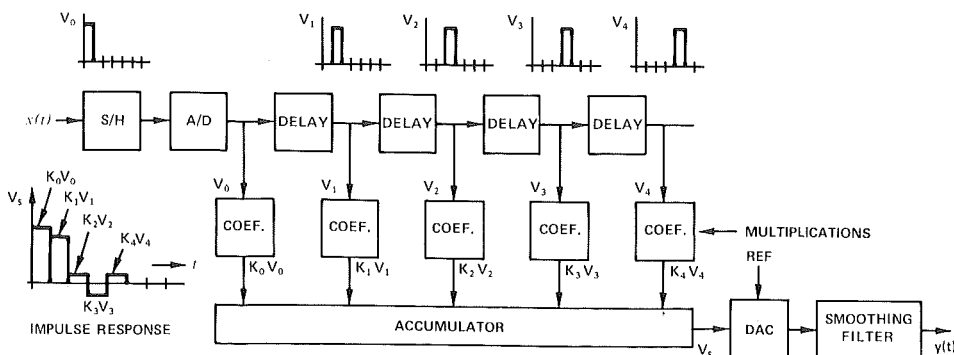 V₀
V₁
V₂
V₃
V₄
x(t)
S/H
A/D
DELAY
DELAY
DELAY
DELAY
V₀
V₁
V₂
V₃
V₄
COEF.
COEF.
COEF.
COEF.
COEF.
MULTIPLICATIONS
K₀V₀
K₁V₁
K₂V₂
K₃V₃
K₄V₄
REF
ACCUMULATOR
Vₛ
DAC
SMOOTHING
FILTER
y(t)
Vₛ
K₀V₀
K₁V₁
K₂V₂
K₄V₄
t
K₃V₃
IMPULSE RESPONSE